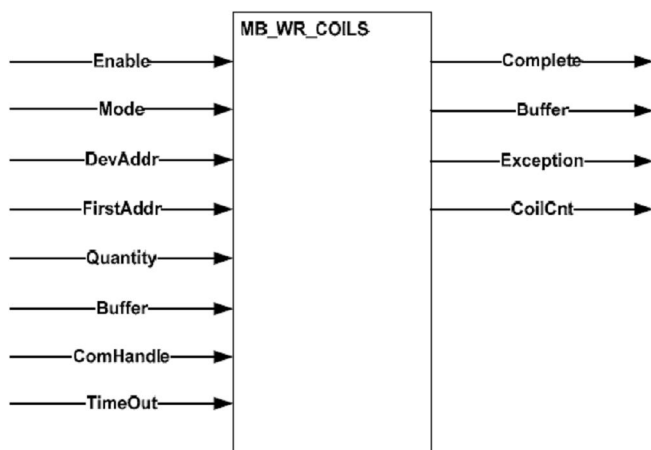 MB_WR_COILS
Enable
Mode
DevAddr
FirstAddr
Quantity
Buffer
ComHandle
TimeOut
Complete
Buffer
Exception
CoilCnt